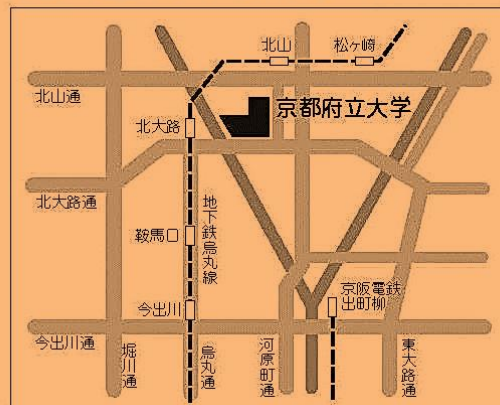 北山
松ヶ崎
北山通
京都府立大学
北大路
北大路通
地下鉄烏丸線
鞍馬口
京阪電鉄
出町柳
今出川
今出川通
堀川通
烏丸通
河原町通
東大路通